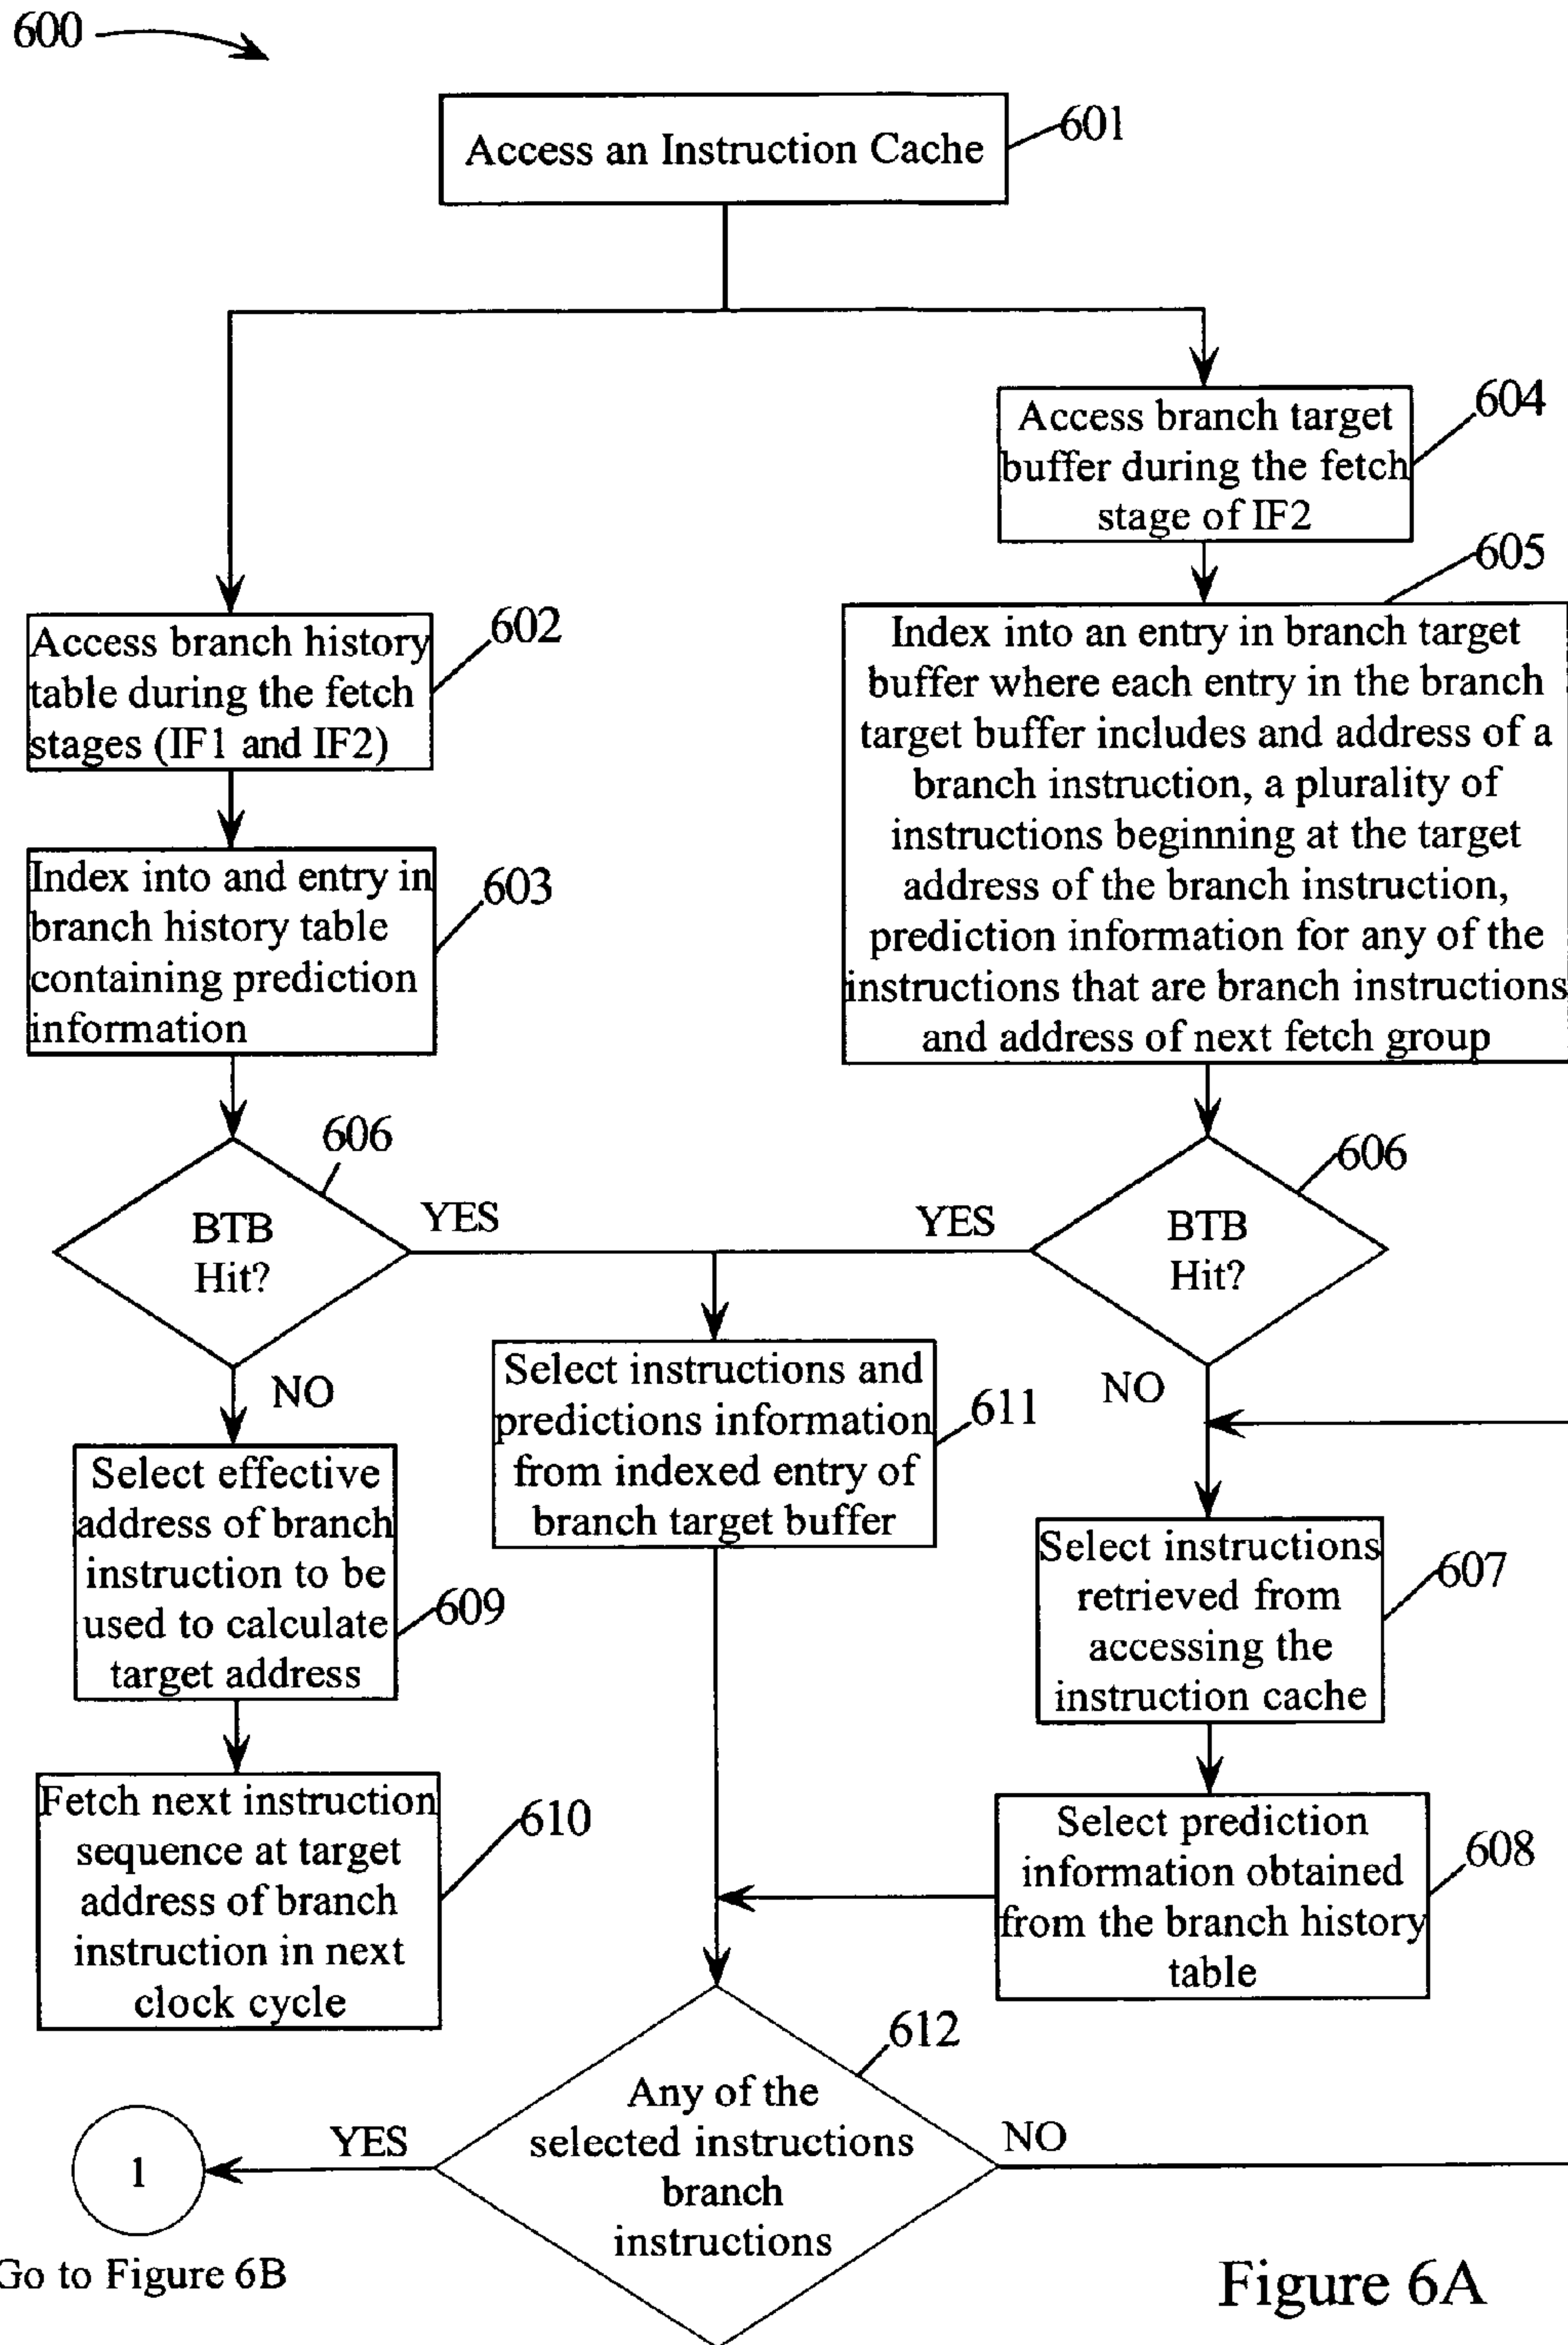 600
Access an Instruction Cache
601
Access branch target
buffer during the fetch
stage of IF2
604
605
Index into an entry in branch target
buffer where each entry in the branch
target buffer includes and address of a
branch instruction, a plurality of
instructions beginning at the target
address of the branch instruction,
prediction information for any of the
instructions that are branch instructions
and address of next fetch group
Access branch history
table during the fetch
stages (IF1 and IF2)
602
Index into and entry in
branch history table
containing prediction
information
603
606
BTB
Hit?
YES
NO
YES
606
BTB
Hit?
NO
Select instructions and
predictions information
from indexed entry of
branch target buffer
611
Select effective
address of branch
instruction to be
used to calculate
target address
609
Select instructions
retrieved from
accessing the
instruction cache
607
Fetch next instruction
sequence at target
address of branch
instruction in next
clock cycle
610
Select prediction
information obtained
from the branch history
table
608
612
Any of the
selected instructions
branch
instructions
YES
NO
1
Go to Figure 6B
Figure 6A